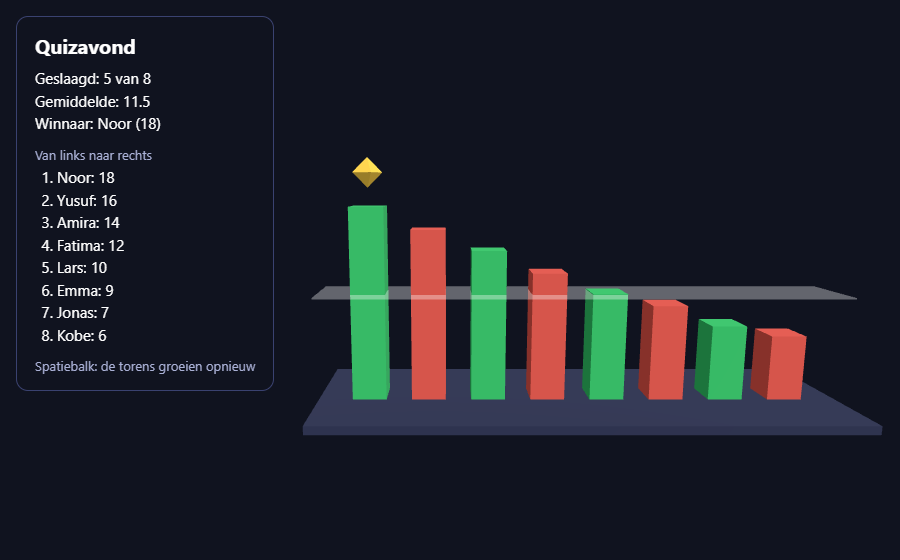 Quizavond
Geslaagd: 5 van 8
Gemiddelde: 11.5
Winnaar: Noor (18)
Van links naar rechts
1. Noor: 18
2. Yusuf: 16
3. Amira: 14
4. Fatima: 12
5. Lars: 10
6. Emma: 9
7. Jonas: 7
8. Kobe: 6
Spatiebalk: de torens groeien opnieuw